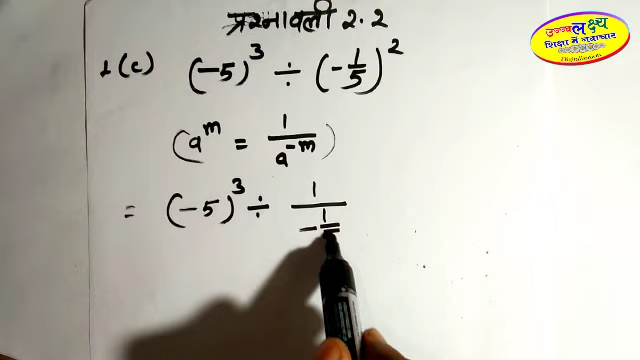 प्रश्नावली 2.2
उज्ज्वल लक्ष्य
शिक्षा में नवाचार
1 (c) (-5)^3 ÷ (-1/5)^2
(a^m = 1/a^-m)
= (-5)^3 ÷ 1/-1/